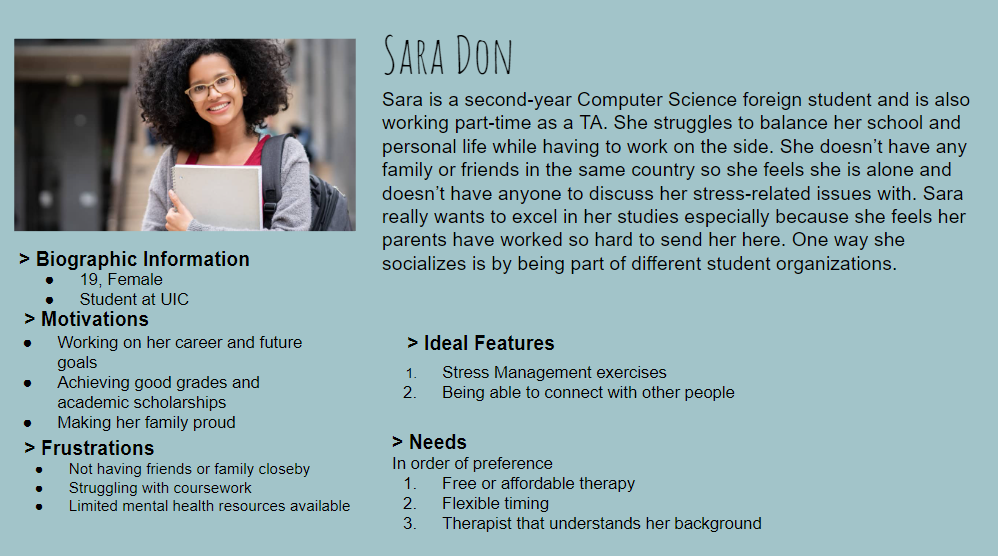 Sara Don
Sara is a second-year Computer Science foreign student and is also
working part-time as a TA. She struggles to balance her school and
personal life while having to work on the side. She doesn’t have any
family or friends in the same country so she feels she is alone and
doesn’t have anyone to discuss her stress-related issues with. Sara
really wants to excel in her studies especially because she feels her
parents have worked so hard to send her here. One way she
socializes is by being part of different student organizations.
> Biographic Information
● 19, Female
● Student at UIC
> Motivations
● Working on her career and future
goals
● Achieving good grades and
academic scholarships
● Making her family proud
> Frustrations
● Not having friends or family closeby
● Struggling with coursework
● Limited mental health resources available
> Ideal Features
1. Stress Management exercises
2. Being able to connect with other people
> Needs
In order of preference
1. Free or affordable therapy
2. Flexible timing
3. Therapist that understands her background